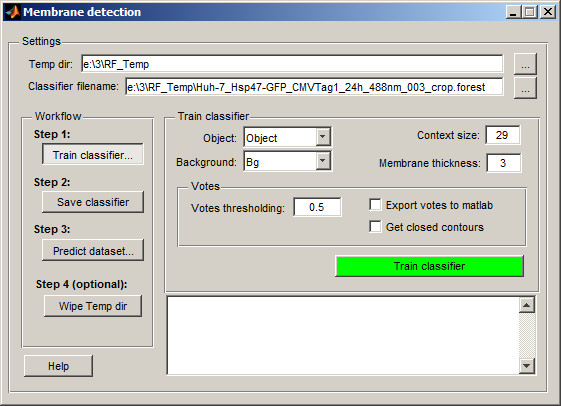 Membrane detection
Settings
Temp dir: e:\3\RF_Temp ...
Classifier filename: e:\3\RF_Temp\Huh-7_Hsp47-GFP_CMVTag1_24h_488nm_003_crop.forest ...
Workflow
Step 1:
Train classifier...
Step 2:
Save classifier
Step 3:
Predict dataset...
Step 4 (optional):
Wipe Temp dir
Help
Train classifier
Object: Object
Context size: 29
Background: Bg
Membrane thickness: 3
Votes
Votes thresholding: 0.5
Export votes to matlab
Get closed contours
Train classifier